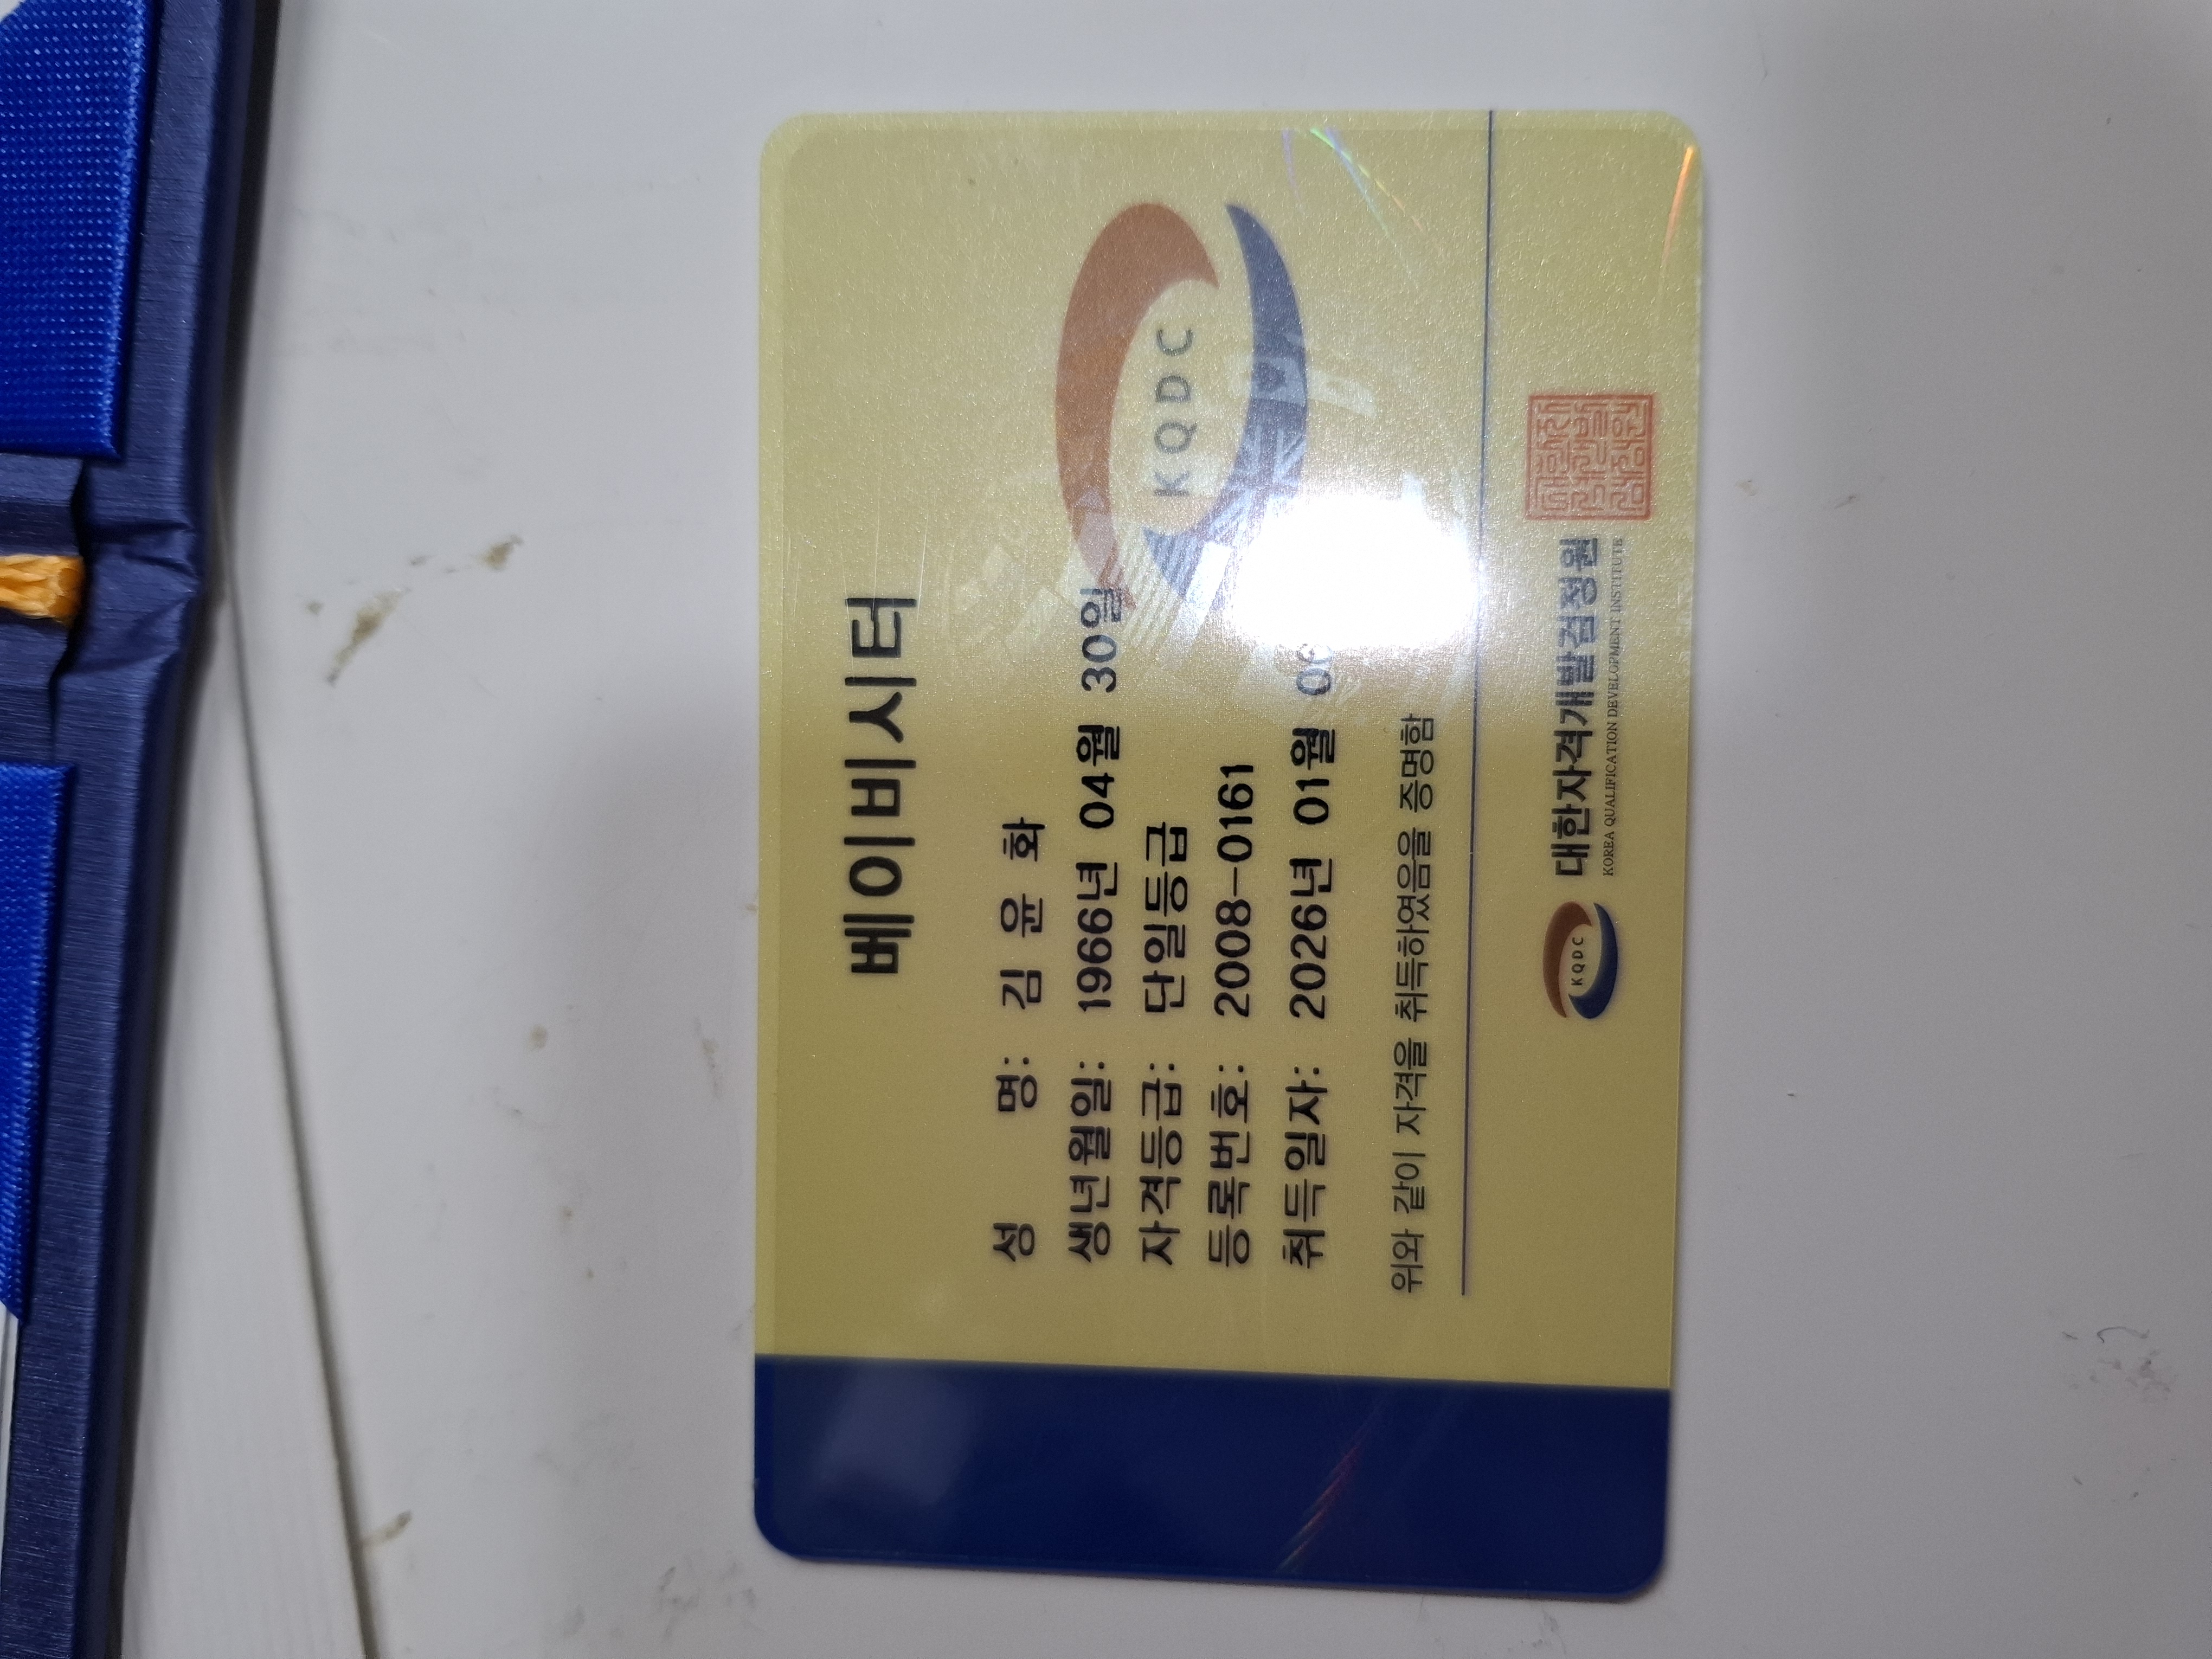 베이비시터
KQDC
성 명: 김 윤 화
생년월일: 1966년 04월 30일
자격등급: 단일등급
등록번호: 2008-0161
취득일자: 2026년 01월
위와 같이 자격을 취득하였음을 증명함
KQDC
대한자격개발검정원
KOREA QUALIFICATION DEVELOPMENT INSTITUTE